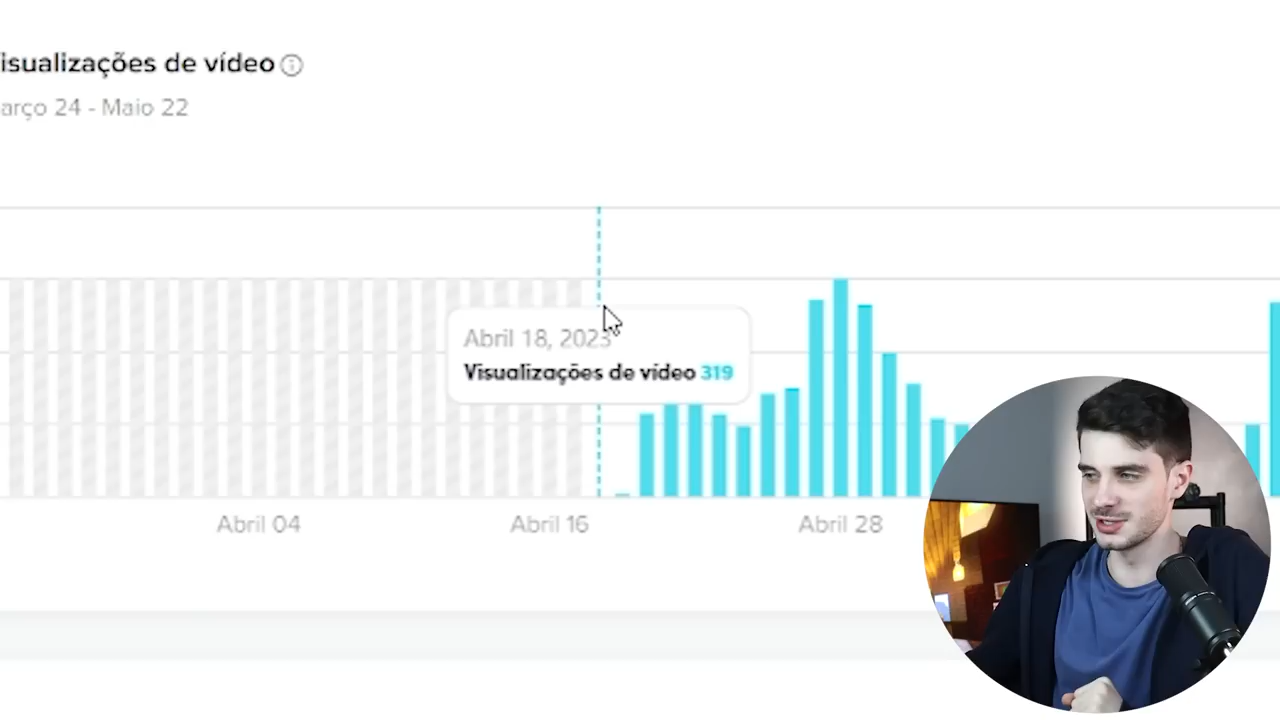 isualizações de vídeo
arço 24 - Maio 22
Abril 18, 2023
Visualizações de vídeo 319
Abril 04
Abril 16
Abril 28